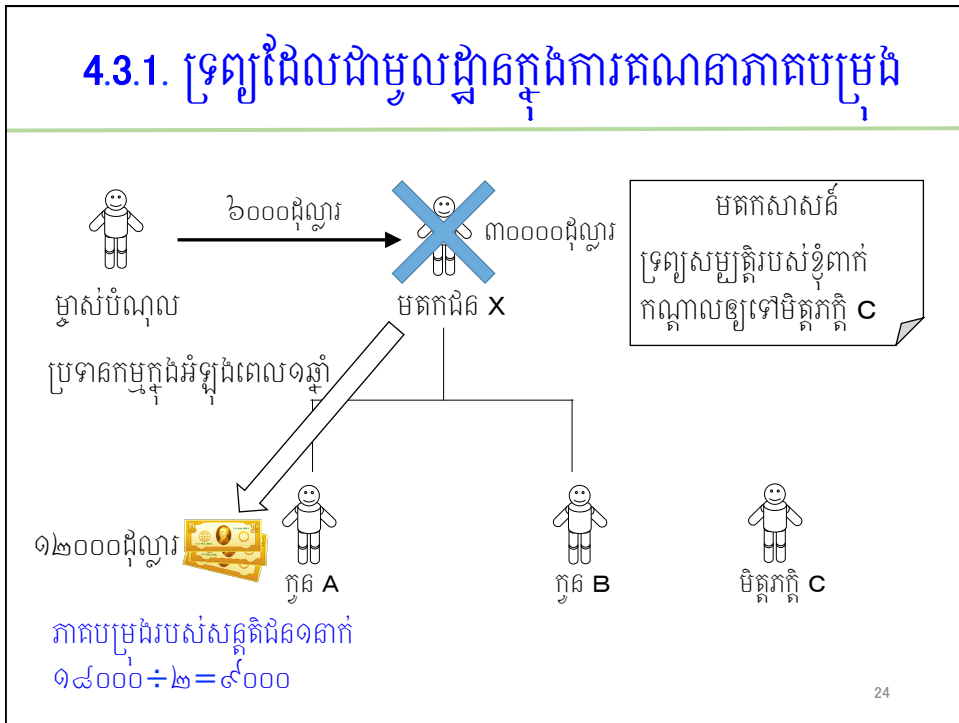 4.3.1. ទ្រព្យដែលជាមូលដ្ឋានក្នុងការគណនាភាគបម្រុង
៦០០០ដុល្លារ
៣០០០០ដុល្លារ
ម្ចាស់បំណុល
មតកជន X
មតកសាសន៍
ទ្រព្យសម្បត្តិរបស់ខ្ញុំពាក់
កណ្តាលឲ្យទៅមិត្តភក្តិ C
ប្រទានកម្មក្នុងអំឡុងពេល១ឆ្នាំ
១២០០០ដុល្លារ
កូន A
កូន B
មិត្តភក្តិ C
ភាគបម្រុងរបស់សន្តតិជន១នាក់
១៨០០០÷២=៩០០០
24